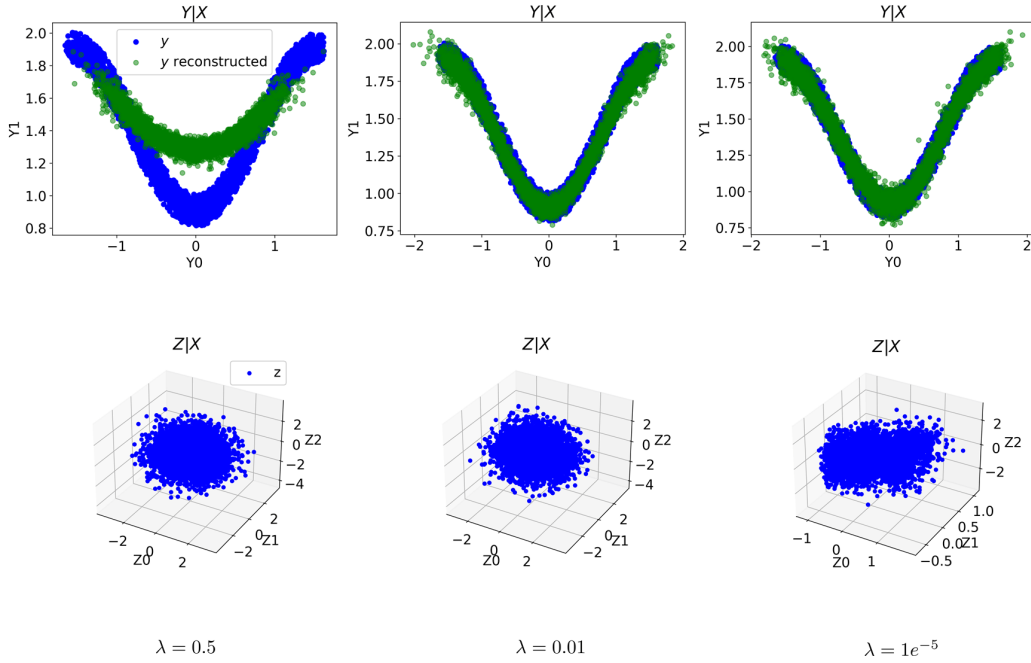 Y|X
2.0
1.8
1.6
1.4
1.2
1.0
0.8
Y1
−1
0
1
Y0
y
y reconstructed
Y|X
2.00
1.75
1.50
1.25
1.00
0.75
Y1
−2
−1
0
1
2
Y0
Y|X
2.00
1.75
1.50
1.25
1.00
0.75
Y1
−2
−1
0
1
2
Y0
Z|X
z
2
0
−2
−4
Z2
−2
0
2
Z0
−2
0
2
Z1
Z|X
2
0
−2
−4
Z2
−2
0
2
Z0
−2
0
2
Z1
Z|X
2
0
−2
Z2
−1
0
1
Z0
−0.5
0.0
0.5
1.0
Z1
λ = 0.5
λ = 0.01
λ = 1e⁻⁵